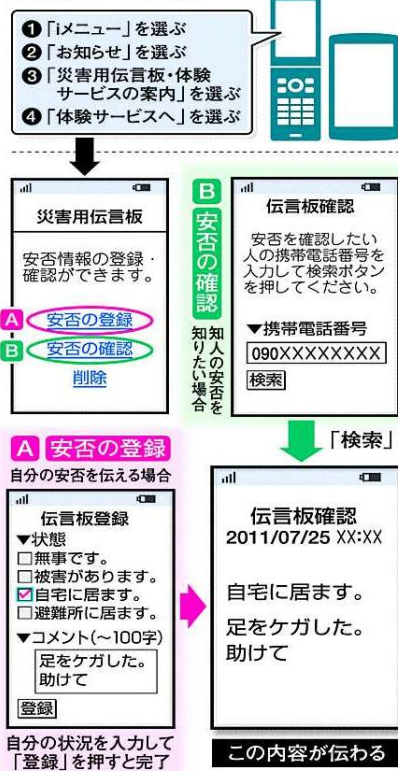 ❶「iメニュー」を選ぶ
❷「お知らせ」を選ぶ
❸「災害用伝言板・体験
サービスの案内」を選ぶ
❹「体験サービスへ」を選ぶ
災害用伝言板
安否情報の登録・
確認ができます。
A 安否の登録
B 安否の確認
削除
B 安否の確認
知人の安否を
知りたい場合
伝言板確認
安否を確認したい
人の携帯電話番号を
入力して検索ボタン
を押してください。
▼携帯電話番号
090XXXXXXXX
検索
「検索」
A 安否の登録
自分の安否を伝える場合
伝言板登録
▼状態
□無事です。
□被害があります。
☑自宅に居ます。
□避難所に居ます。
▼コメント(～100字)
足をケガした。
助けて
登録
自分の状況を入力して
「登録」を押すと完了
伝言板確認
2011/07/25 XX:XX
自宅に居ます。
足をケガした。
助けて
この内容が伝わる